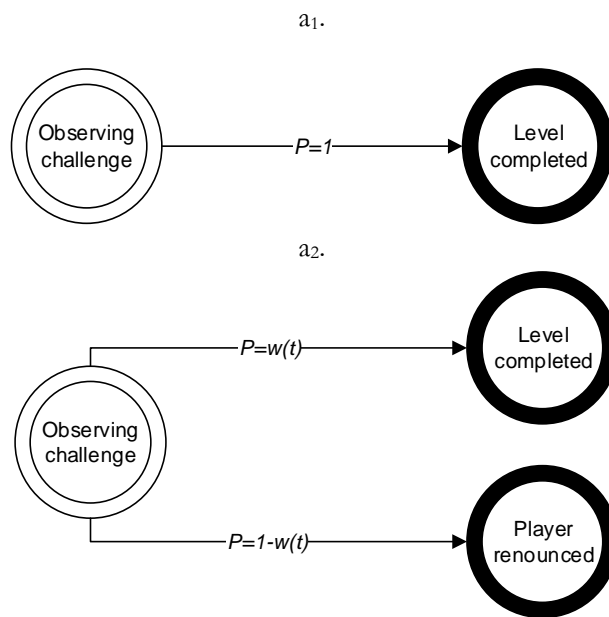 a₁.
Observing
challenge
P=1
Level
completed
a₂.
P=w(t)
Level
completed
Observing
challenge
P=1-w(t)
Player
renounced